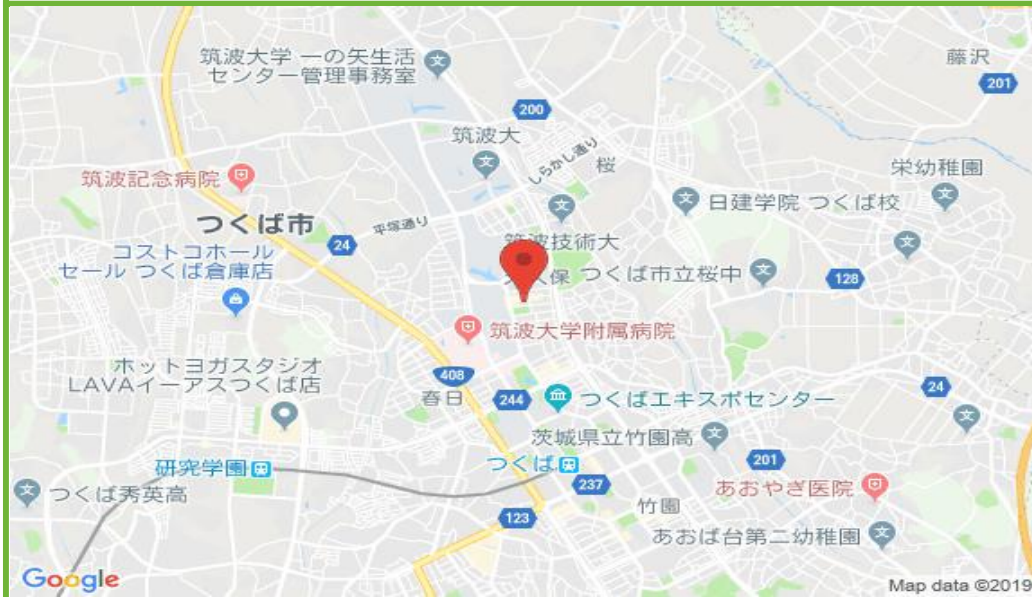 筑波大学 一の矢生活
センター管理事務室
藤沢
201
200
筑波大
しらかし通り
桜
栄幼稚園
筑波記念病院
日建学院 つくば校
つくば市
平塚通り
24
筑波技術大
コストコホール
セール つくば倉庫店
久保
つくば市立桜中
128
筑波大学附属病院
ホットヨガスタジオ
LAVAイーアスつくば店
408
春日
244
つくばエキスポセンター
24
茨城県立竹園高
つくば
201
研究学園
237
あおやぎ医院
つくば秀英高
竹園
123
あおば台第二幼稚園
Google
Map data ©2019